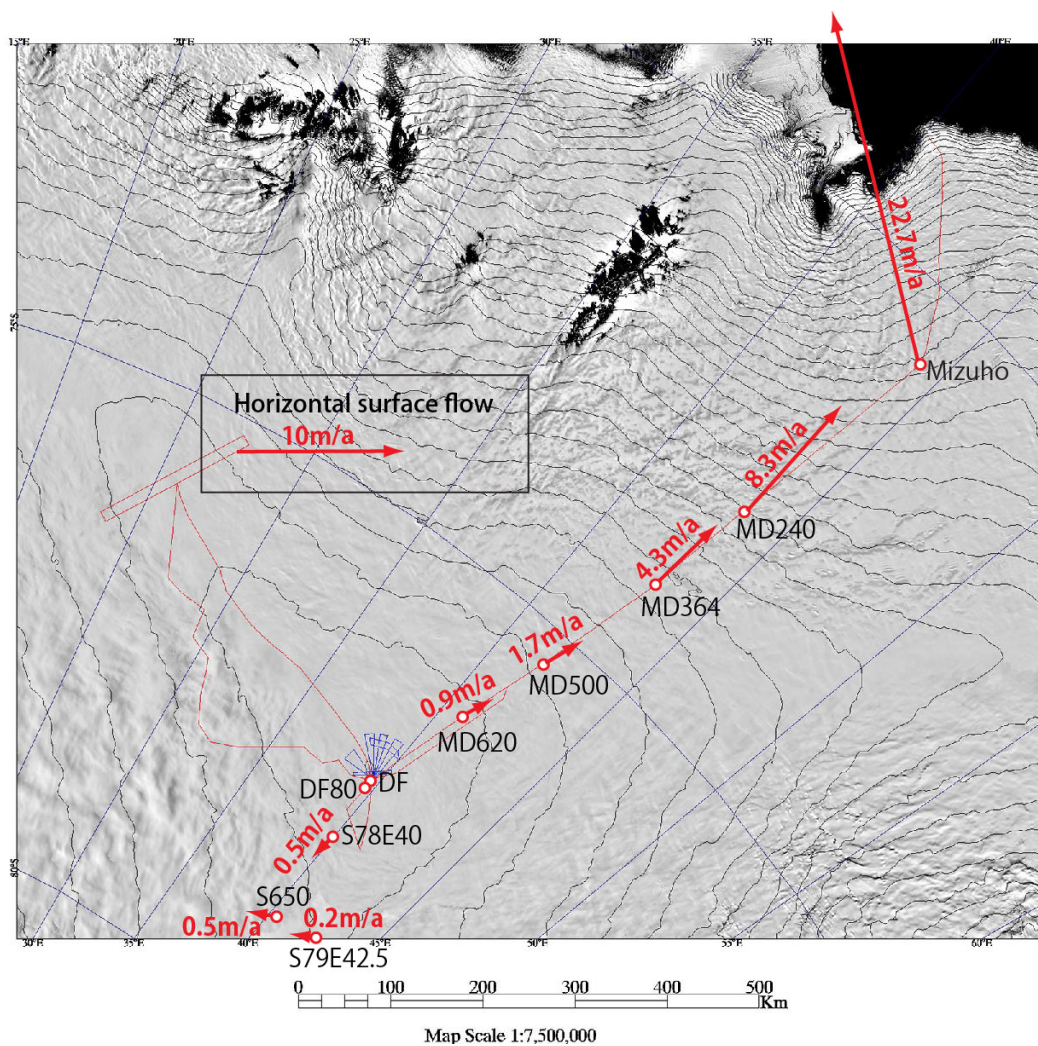 15°E
20°E
25°E
30°E
35°E
40°E
22.7m/a
75°S
Mizuho
Horizontal surface flow
10m/a
8.3m/a
MD240
4.3m/a
MD364
1.7m/a
MD500
0.9m/a
MD620
DF
DF80
S78E40
0.5m/a
80°S
S650
0.5m/a
0.2m/a
30°E
35°E
40°E
45°E
50°E
55°E
60°E
S79E42.5
0
100
200
300
400
500
Km
Map Scale 1:7,500,000